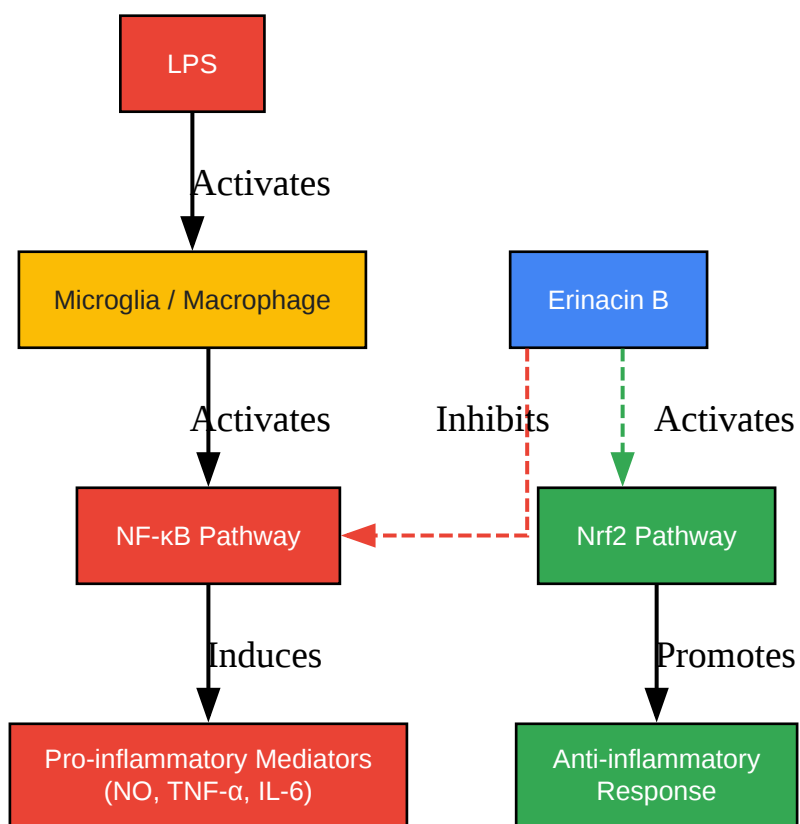 LPS
Activates
Microglia / Macrophage
Erinacin B
Activates
Inhibits
Activates
NF-κB Pathway
Nrf2 Pathway
Induces
Promotes
Pro-inflammatory Mediators
(NO, TNF-α, IL-6)
Anti-inflammatory
Response